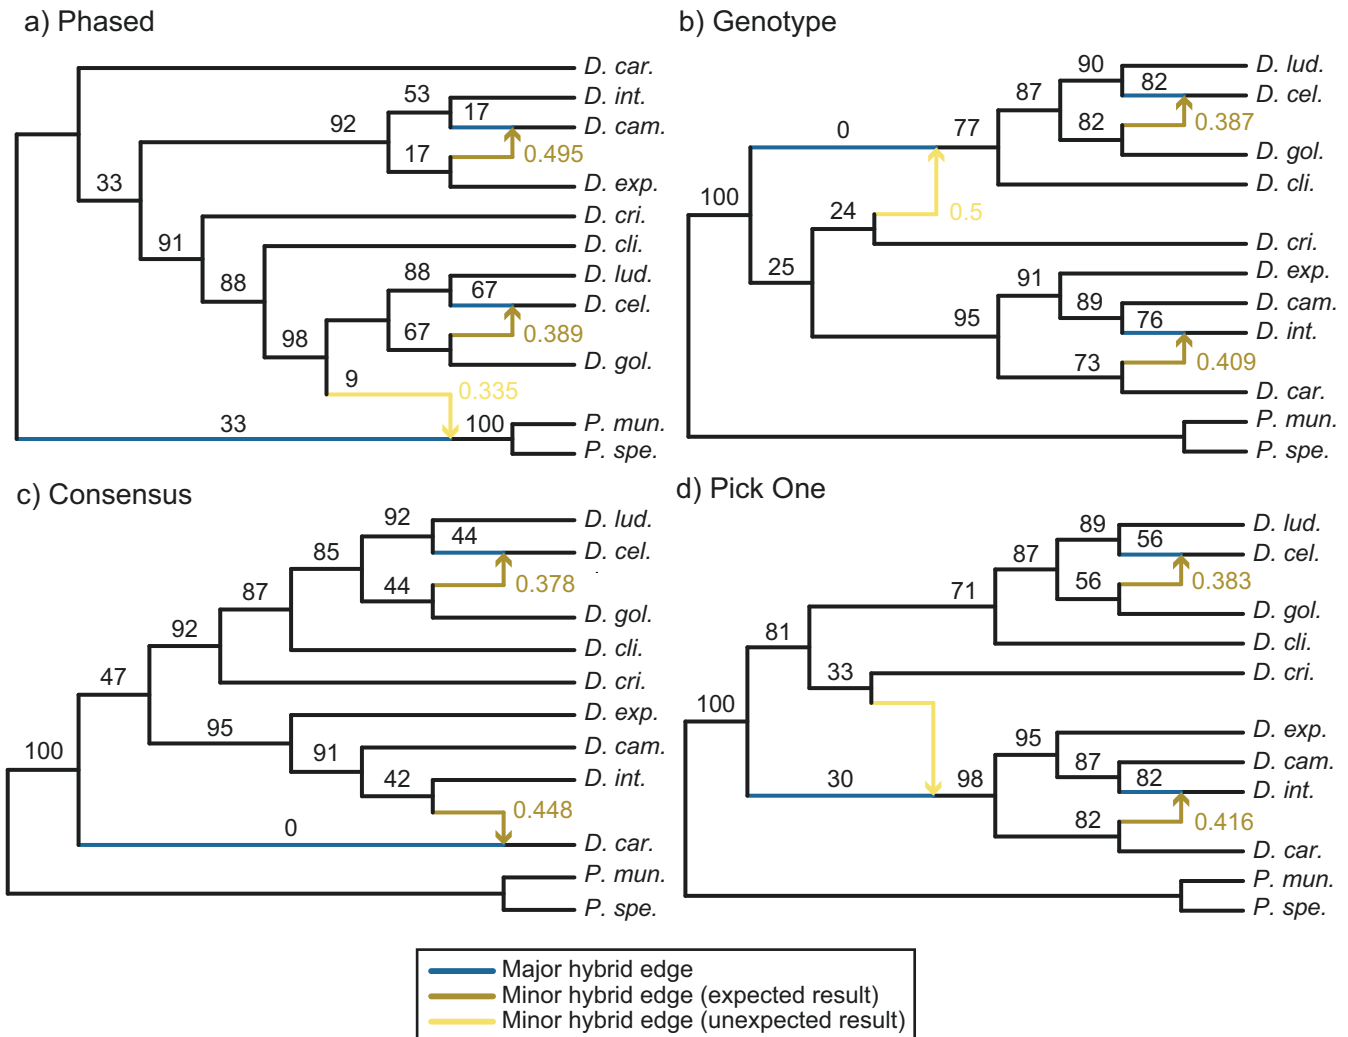 a) Phased
D. car.
53
D. int.
17
D. cam.
92
0.495
17
D. exp.
33
D. cri.
91
D. cli.
88
D. lud.
88
67
D. cel.
98
67
0.389
D. gol.
9
0.335
33
100
P. mun.
P. spe.
b) Genotype
90
D. lud.
82
D. cel.
87
0.387
0
77
82
D. gol.
D. cli.
100
24
0.5
D. cri.
25
91
D. exp.
89
D. cam.
95
76
D. int.
73
0.409
D. car.
P. mun.
P. spe.
c) Consensus
92
D. lud.
44
D. cel.
85
44
0.378
87
D. gol.
92
D. cli.
47
D. cri.
95
D. exp.
100
91
D. cam.
42
D. int.
0.448
0
D. car.
P. mun.
P. spe.
d) Pick One
89
D. lud.
56
D. cel.
87
56
0.383
71
D. gol.
81
D. cli.
33
D. cri.
100
95
D. exp.
87
D. cam.
30
98
82
D. int.
82
0.416
D. car.
P. mun.
P. spe.
Major hybrid edge
Minor hybrid edge (expected result)
Minor hybrid edge (unexpected result)